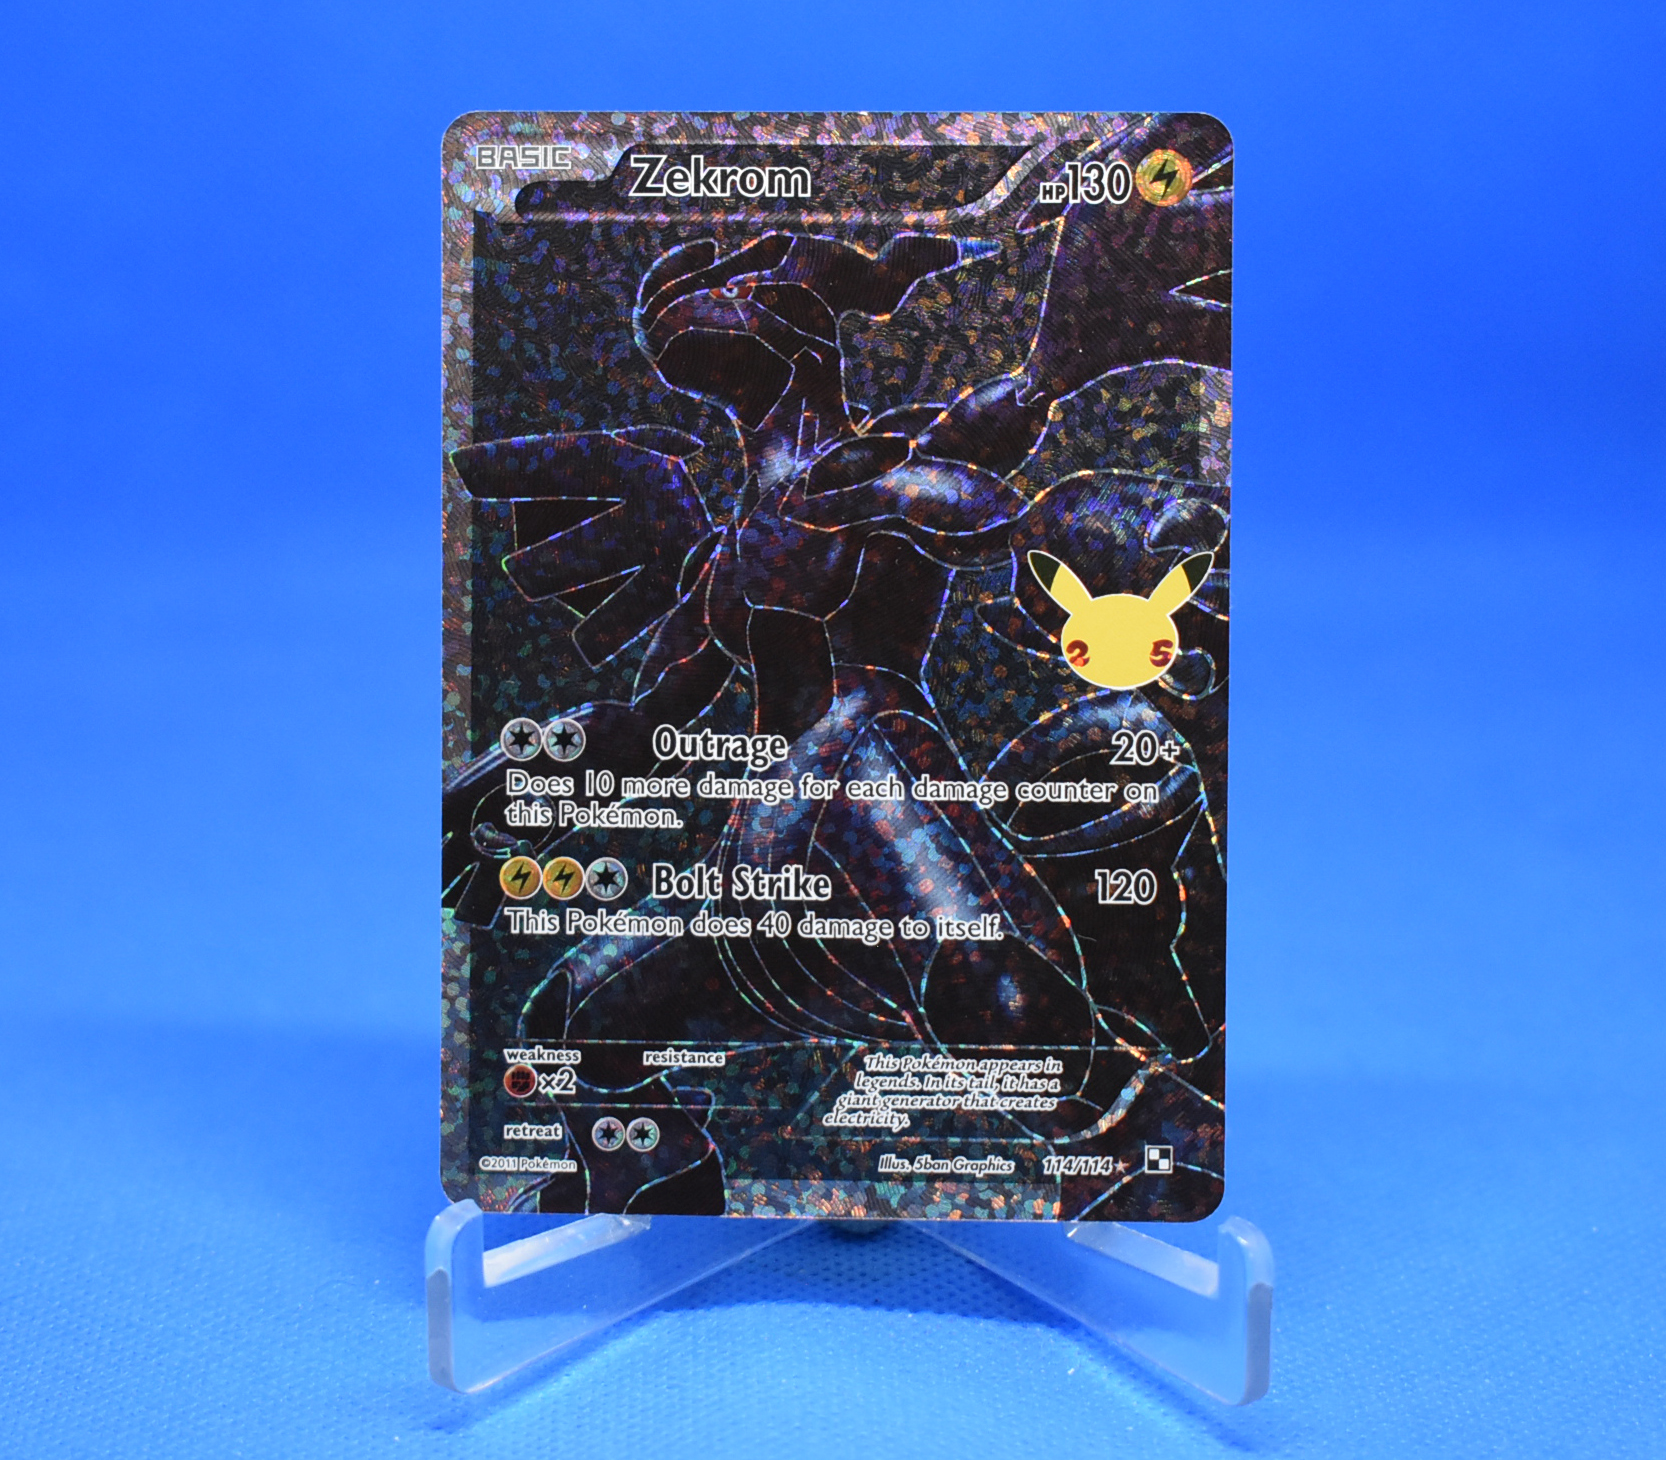 BASIC
Zekrom
HP130
25
Outrage 20+
Does 10 more damage for each damage counter on
this Pokémon.
Bolt Strike 120
This Pokémon does 40 damage to itself.
weakness resistance
×2
This Pokémon appears in
legends. In its tail, it has a
giant generator that creates
electricity.
retreat
©2011 Pokémon
Illus. 5ban Graphics 114/114★